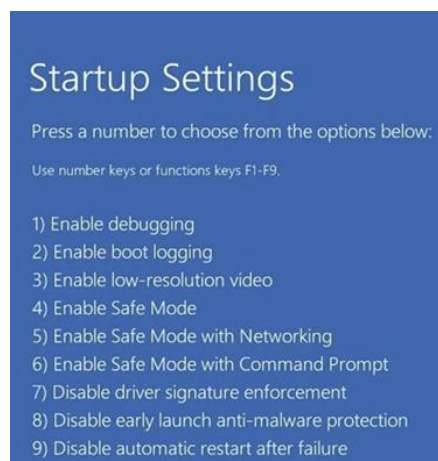 Startup Settings
Press a number to choose from the options below:
Use number keys or functions keys F1-F9.
1) Enable debugging
2) Enable boot logging
3) Enable low-resolution video
4) Enable Safe Mode
5) Enable Safe Mode with Networking
6) Enable Safe Mode with Command Prompt
7) Disable driver signature enforcement
8) Disable early launch anti-malware protection
9) Disable automatic restart after failure